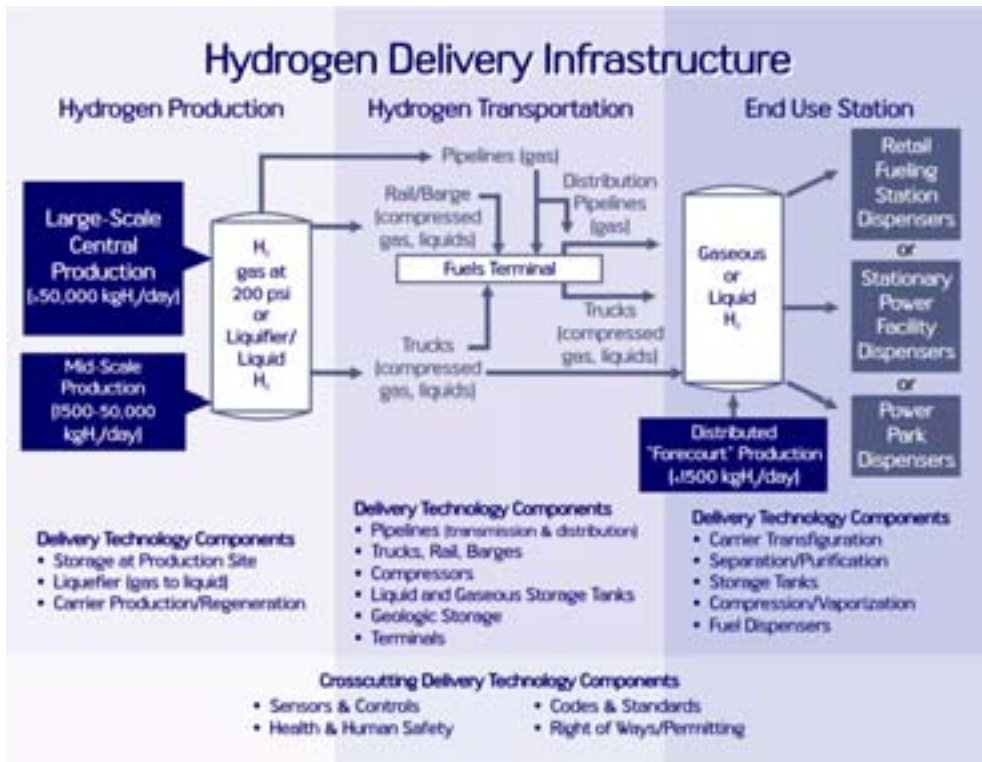 Hydrogen Delivery Infrastructure
Hydrogen Production
Hydrogen Transportation
End Use Station
Large-Scale
Central
Production
(>50,000 kgH₂/day)
Mid-Scale
Production
(1500-50,000
kgH₂/day)
H₂
gas at
200 psi
or
Liquifier/
Liquid
H₂
Pipelines (gas)
Rail/Barge
(compressed
gas, liquids)
Distribution
Pipelines
(gas)
Fuels Terminal
Trucks
(compressed
gas, liquids)
Trucks
(compressed
gas, liquids)
Gaseous
or
Liquid
H₂
Distributed
"Forecourt" Production
(<1500 kgH₂/day)
Retail
Fueling
Station
Dispensers
or
Stationary
Power
Facility
Dispensers
or
Power
Park
Dispensers
Delivery Technology Components
• Storage at Production Site
• Liquefier (gas to liquid)
• Carrier Production/Regeneration
Delivery Technology Components
• Pipelines (transmission & distribution)
• Trucks, Rail, Barges
• Compressors
• Liquid and Gaseous Storage Tanks
• Geologic Storage
• Terminals
Delivery Technology Components
• Carrier Transfiguration
• Separation/Purification
• Storage Tanks
• Compression/Vaporization
• Fuel Dispensers
Crosscutting Delivery Technology Components
• Sensors & Controls
• Health & Human Safety
• Codes & Standards
• Right of Ways/Permitting